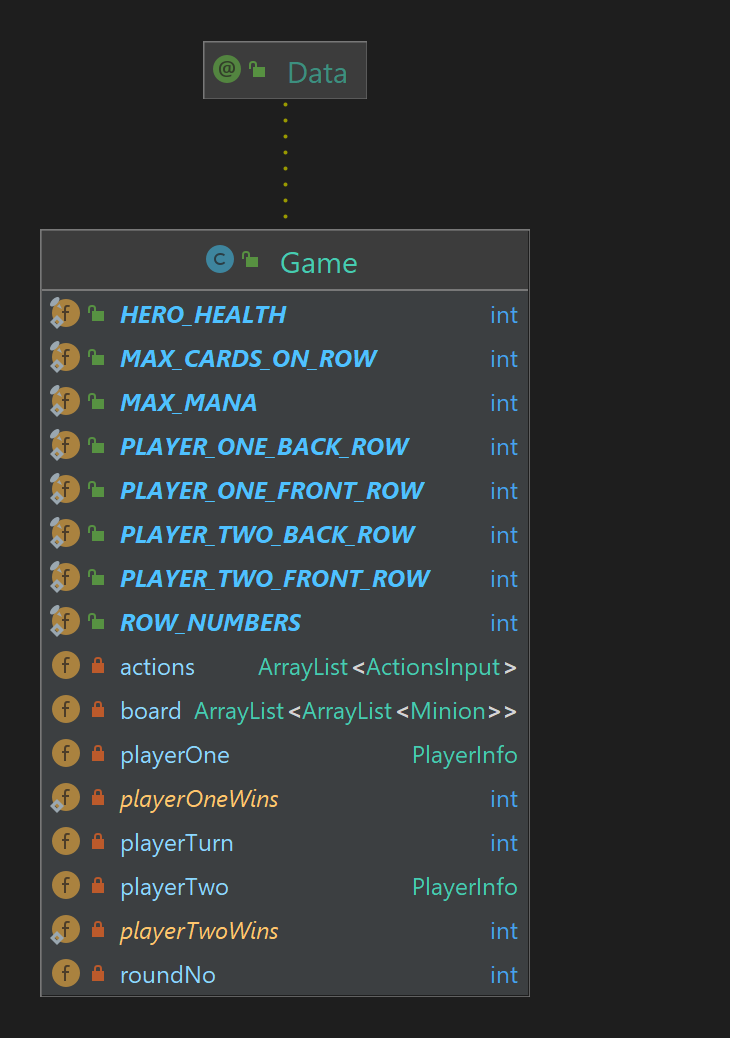 @ Data
C Game
f HERO_HEALTH int
f MAX_CARDS_ON_ROW int
f MAX_MANA int
f PLAYER_ONE_BACK_ROW int
f PLAYER_ONE_FRONT_ROW int
f PLAYER_TWO_BACK_ROW int
f PLAYER_TWO_FRONT_ROW int
f ROW_NUMBERS int
f actions ArrayList<ActionsInput>
f board ArrayList<ArrayList<Minion>>
f playerOne PlayerInfo
f playerOneWins int
f playerTurn int
f playerTwo PlayerInfo
f playerTwoWins int
f roundNo int